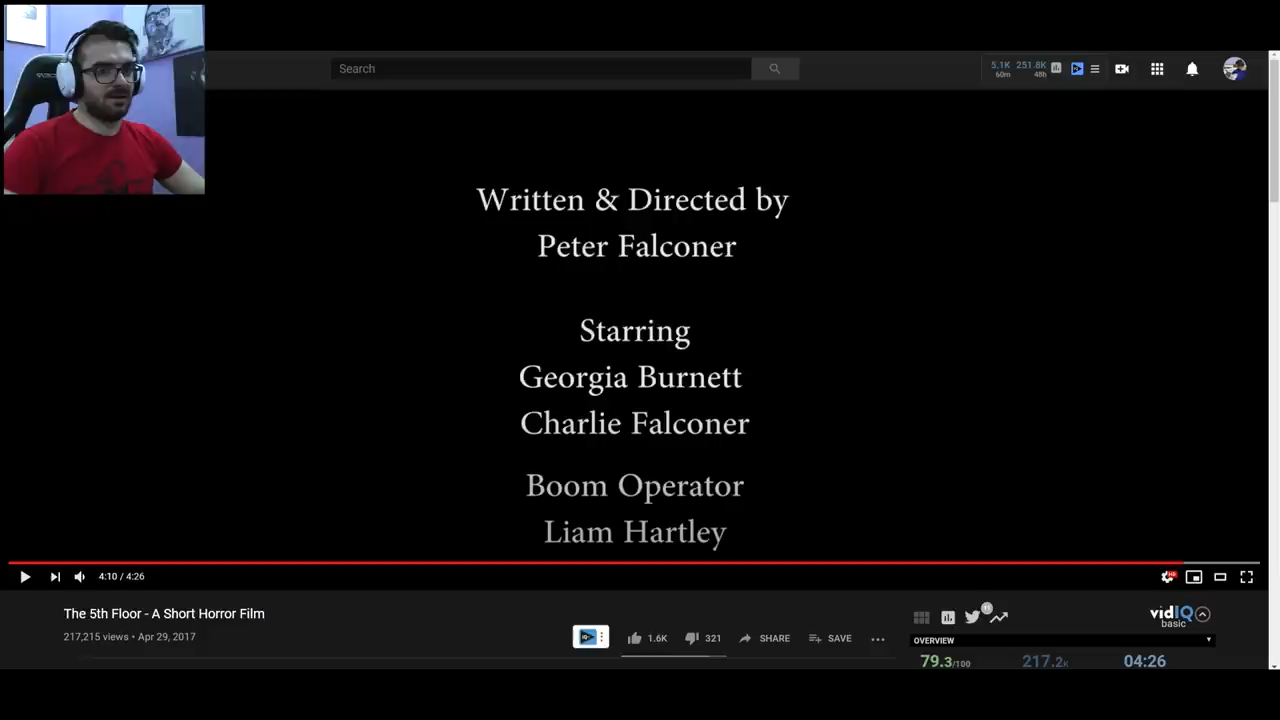 Search
5.1K 251.8K
60m 48h
Written & Directed by
Peter Falconer
Starring
Georgia Burnett
Charlie Falconer
Boom Operator
Liam Hartley
4:10 / 4:26
HD
The 5th Floor - A Short Horror Film
217,215 views • Apr 29, 2017
1.6K 321 SHARE SAVE
11
vidIQ
basic
OVERVIEW
79.3/100 217.2K 04:26